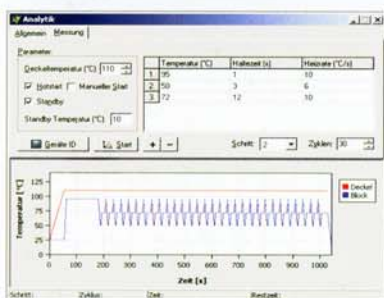 Analytik
Allgemein Messung
Parameter
Deckeltemperatur (°C) 110
Hotstart Manueller Start
Standby
Standby Temperatur (°C) 10
Temperatur (°C) Haltezeit (s) Heizrate (°C/s)
1 95 1 10
2 50 3 6
3 72 12 10
Geräte ID Start + - Schritt: 2 Zyklen: 30
Temperatur [°C]
125
100
75
50
25
0
0 100 200 300 400 500 600 700 800 900 1000
Zeit [s]
Deckel
Block
Schritt: Zyklus: Zeit: Restzeit: